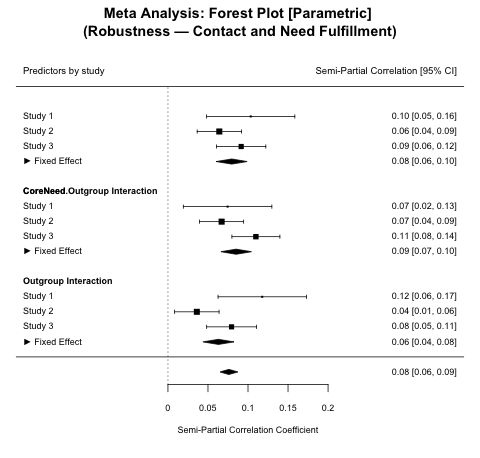 Meta Analysis: Forest Plot [Parametric]
(Robustness — Contact and Need Fulfillment)
Predictors by study Semi-Partial Correlation [95% CI]
Study 1 0.10 [0.05, 0.16]
Study 2 0.06 [0.04, 0.09]
Study 3 0.09 [0.06, 0.12]
► Fixed Effect 0.08 [0.06, 0.10]
CoreNeed.Outgroup Interaction
Study 1 0.07 [0.02, 0.13]
Study 2 0.07 [0.04, 0.09]
Study 3 0.11 [0.08, 0.14]
► Fixed Effect 0.09 [0.07, 0.10]
Outgroup Interaction
Study 1 0.12 [0.06, 0.17]
Study 2 0.04 [0.01, 0.06]
Study 3 0.08 [0.05, 0.11]
► Fixed Effect 0.06 [0.04, 0.08]
0.08 [0.06, 0.09]
0 0.05 0.1 0.15 0.2
Semi-Partial Correlation Coefficient